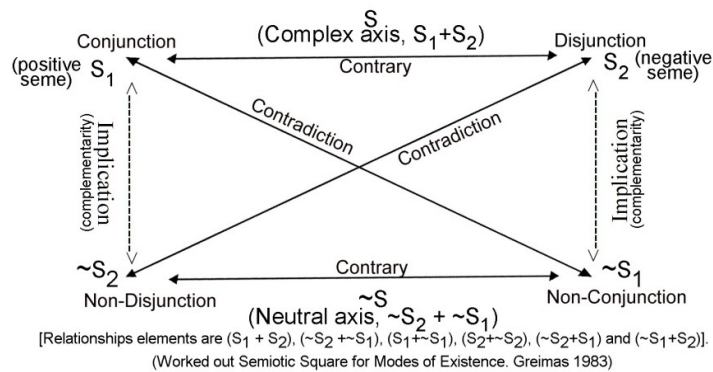 S
Conjunction (Complex axis, S1+S2) Disjunction
(positive seme) S1 Contrary S2 (negative seme)
Implication (complementarity)
Contradiction
Contradiction
Implication (complementarity)
~S2 Contrary ~S1
Non-Disjunction ~S Non-Conjunction
(Neutral axis, ~S2 + ~S1)
[Relationships elements are (S1 + S2), (~S2 +~S1), (S1+~S1), (S2+~S2), (~S2+S1) and (~S1+S2)].
(Worked out Semiotic Square for Modes of Existence. Greimas 1983)